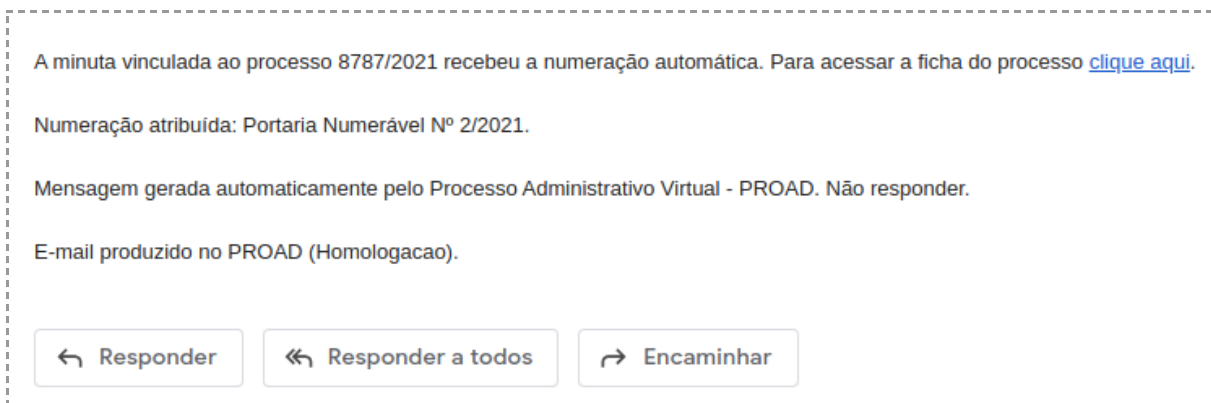 A minuta vinculada ao processo 8787/2021 recebeu a numeração automática. Para acessar a ficha do processo clique aqui.
Numeração atribuída: Portaria Numerável Nº 2/2021.
Mensagem gerada automaticamente pelo Processo Administrativo Virtual - PROAD. Não responder.
E-mail produzido no PROAD (Homologacao).
Responder Responder a todos Encaminhar